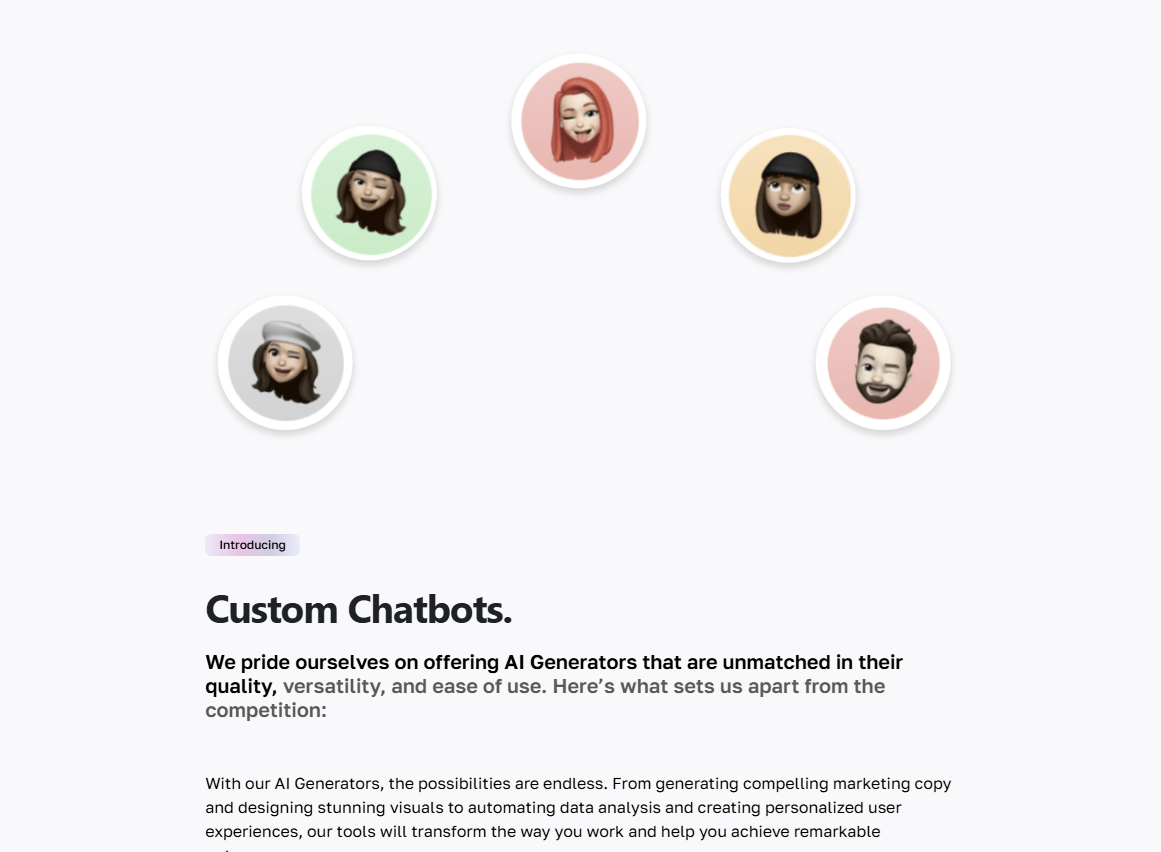 Introducing
Custom Chatbots.
We pride ourselves on offering AI Generators that are unmatched in their
quality, versatility, and ease of use. Here’s what sets us apart from the
competition:
With our AI Generators, the possibilities are endless. From generating compelling marketing copy
and designing stunning visuals to automating data analysis and creating personalized user
experiences, our tools will transform the way you work and help you achieve remarkable